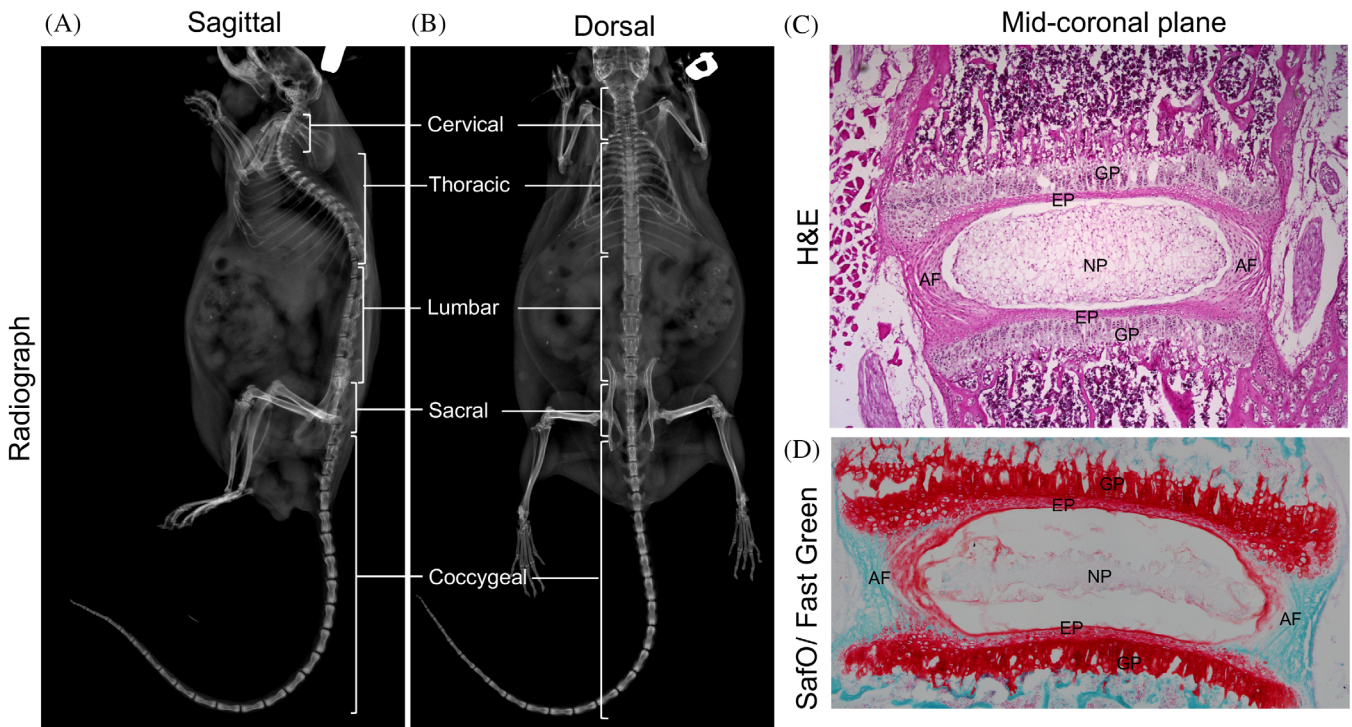 (A) Sagittal
(B) Dorsal
(C) Mid-coronal plane
Radiograph
Cervical
Thoracic
Lumbar
Sacral
Coccygeal
H&E
GP
EP
NP
AF
AF
EP
GP
(D)
SafO/ Fast Green
GP
EP
AF
NP
AF
EP
GP